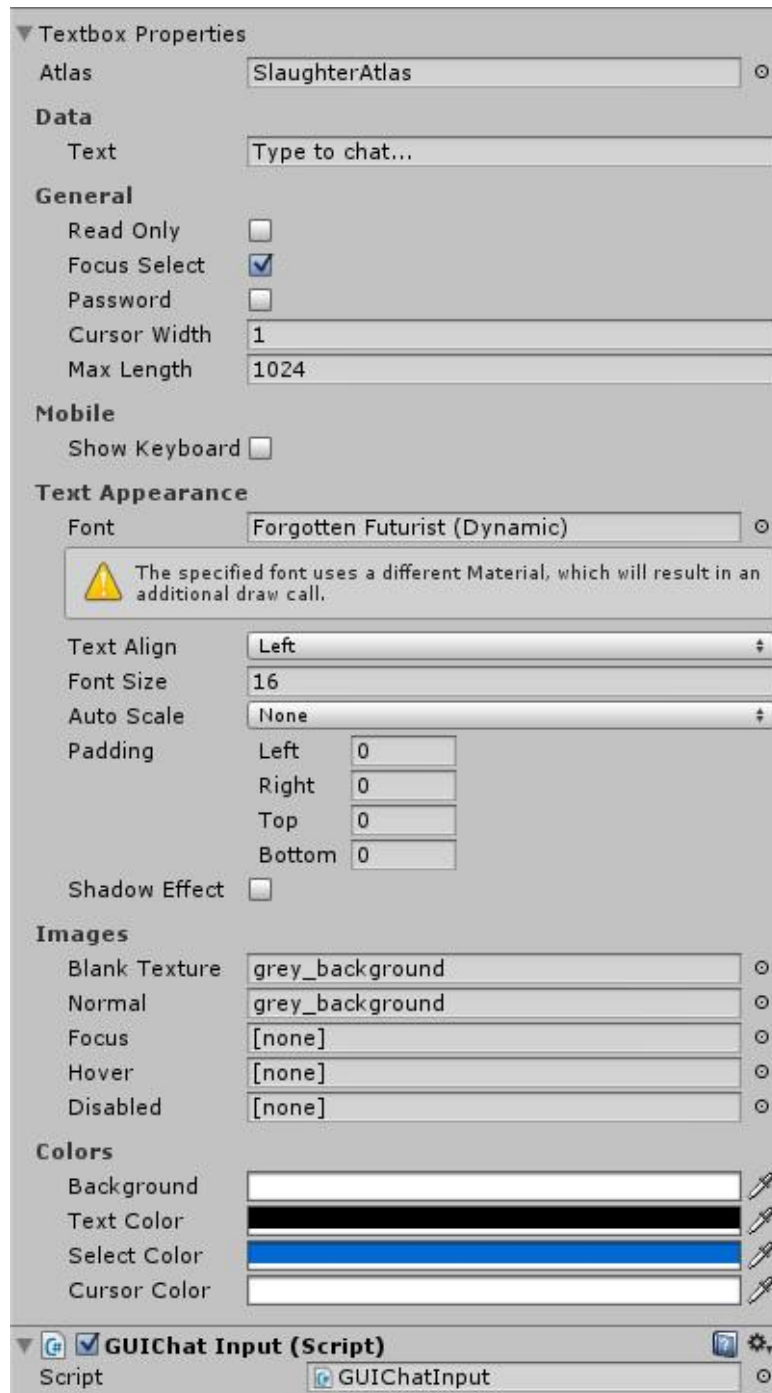 Textbox Properties
Atlas SlaughterAtlas
Data
Text Type to chat...
General
Read Only
Focus Select
Password
Cursor Width 1
Max Length 1024
Mobile
Show Keyboard
Text Appearance
Font Forgotten Futurist (Dynamic)
The specified font uses a different Material, which will result in an
additional draw call.
Text Align Left
Font Size 16
Auto Scale None
Padding Left 0
Right 0
Top 0
Bottom 0
Shadow Effect
Images
Blank Texture grey_background
Normal grey_background
Focus [none]
Hover [none]
Disabled [none]
Colors
Background
Text Color
Select Color
Cursor Color
GUIChat Input (Script)
Script GUIChatInput